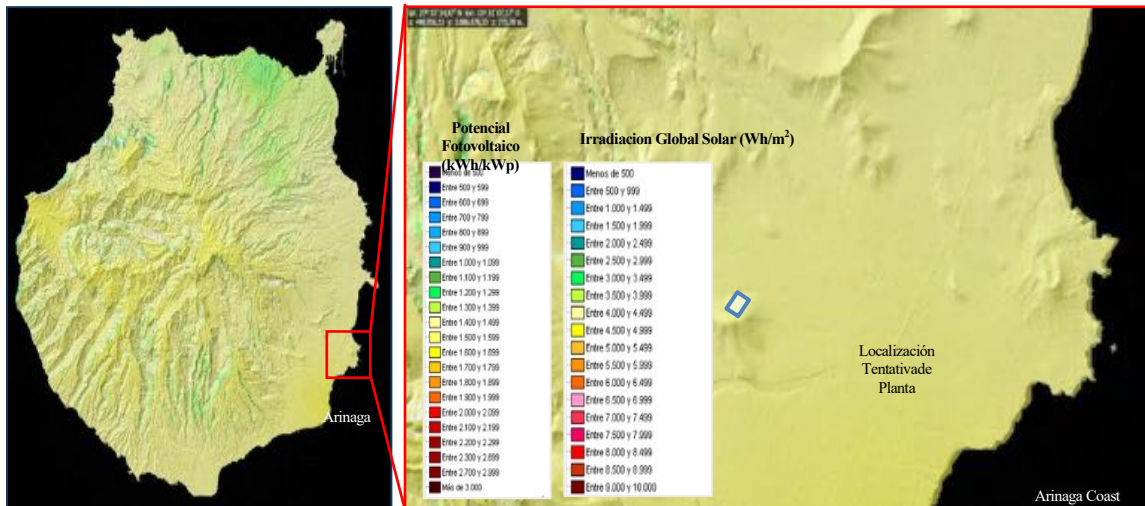 Potencial
Fotovoltaico
(kWh/kWp)
Menos de 500
Entre 500 y 599
Entre 600 y 699
Entre 700 y 799
Entre 800 y 899
Entre 900 y 999
Entre 1.000 y 1.099
Entre 1.100 y 1.199
Entre 1.200 y 1.299
Entre 1.300 y 1.399
Entre 1.400 y 1.499
Entre 1.500 y 1.599
Entre 1.600 y 1.699
Entre 1.700 y 1.799
Entre 1.800 y 1.899
Entre 1.900 y 1.999
Entre 2.000 y 2.099
Entre 2.100 y 2.199
Entre 2.200 y 2.299
Entre 2.300 y 2.699
Entre 2.700 y 2.999
Más de 3.000
Irradiacion Global Solar (Wh/m²)
Menos de 500
Entre 500 y 999
Entre 1.000 y 1.499
Entre 1.500 y 1.999
Entre 2.000 y 2.499
Entre 2.500 y 2.999
Entre 3.000 y 3.499
Entre 3.500 y 3.999
Entre 4.000 y 4.499
Entre 4.500 y 4.999
Entre 5.000 y 5.499
Entre 5.500 y 5.999
Entre 6.000 y 6.499
Entre 6.500 y 6.999
Entre 7.000 y 7.499
Entre 7.500 y 7.999
Entre 8.000 y 8.499
Entre 8.500 y 8.999
Entre 9.000 y 10.000
Localización
Tentativade
Planta
Arinaga
Arinaga Coast